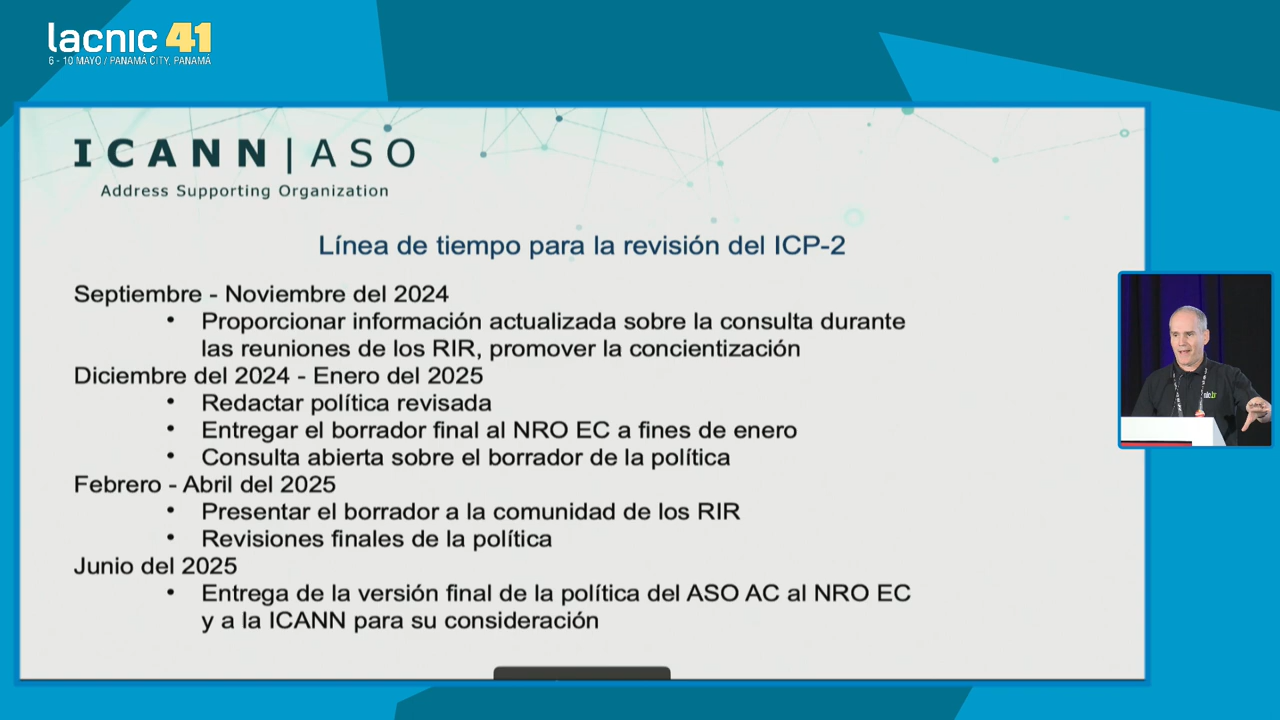 lacnic 41
6 - 10 MAYO / PANAMÁ CITY, PANAMÁ
ICANN | ASO
Address Supporting Organization
Línea de tiempo para la revisión del ICP-2
Septiembre - Noviembre del 2024
• Proporcionar información actualizada sobre la consulta durante
las reuniones de los RIR, promover la concientización
Diciembre del 2024 - Enero del 2025
• Redactar política revisada
• Entregar el borrador final al NRO EC a fines de enero
• Consulta abierta sobre el borrador de la política
Febrero - Abril del 2025
• Presentar el borrador a la comunidad de los RIR
• Revisiones finales de la política
Junio del 2025
• Entrega de la versión final de la política del ASO AC al NRO EC
y a la ICANN para su consideración